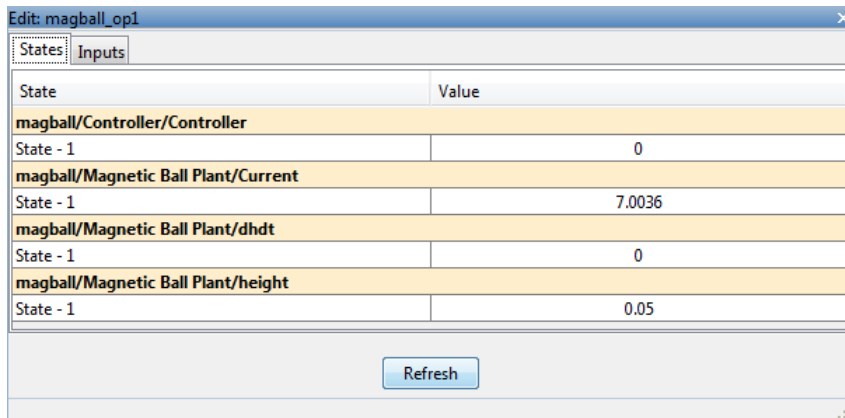 Edit: magball_op1
States Inputs
State Value
magball/Controller/Controller
State - 1 0
magball/Magnetic Ball Plant/Current
State - 1 7.0036
magball/Magnetic Ball Plant/dhdt
State - 1 0
magball/Magnetic Ball Plant/height
State - 1 0.05
Refresh